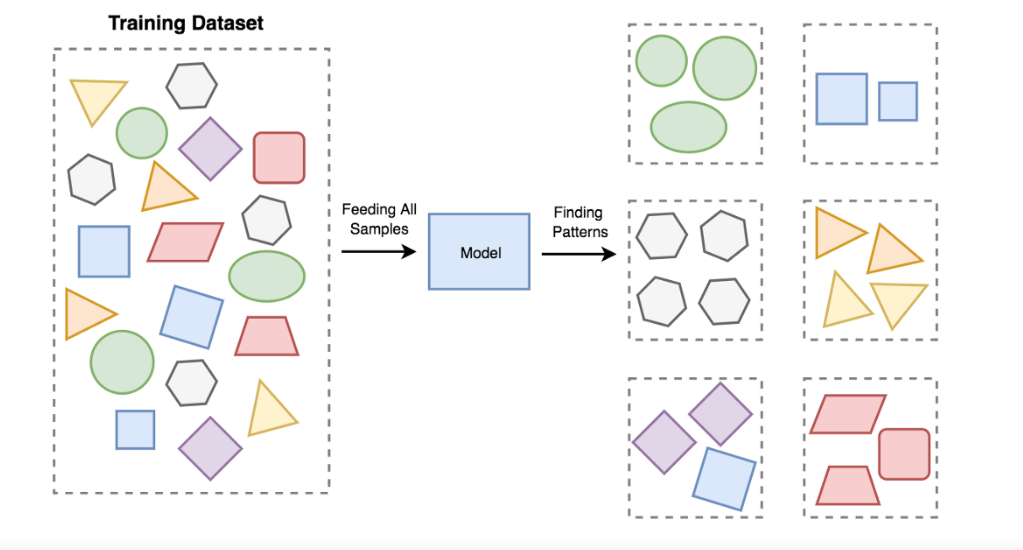 Training Dataset
Feeding All
Samples
Model
Finding
Patterns